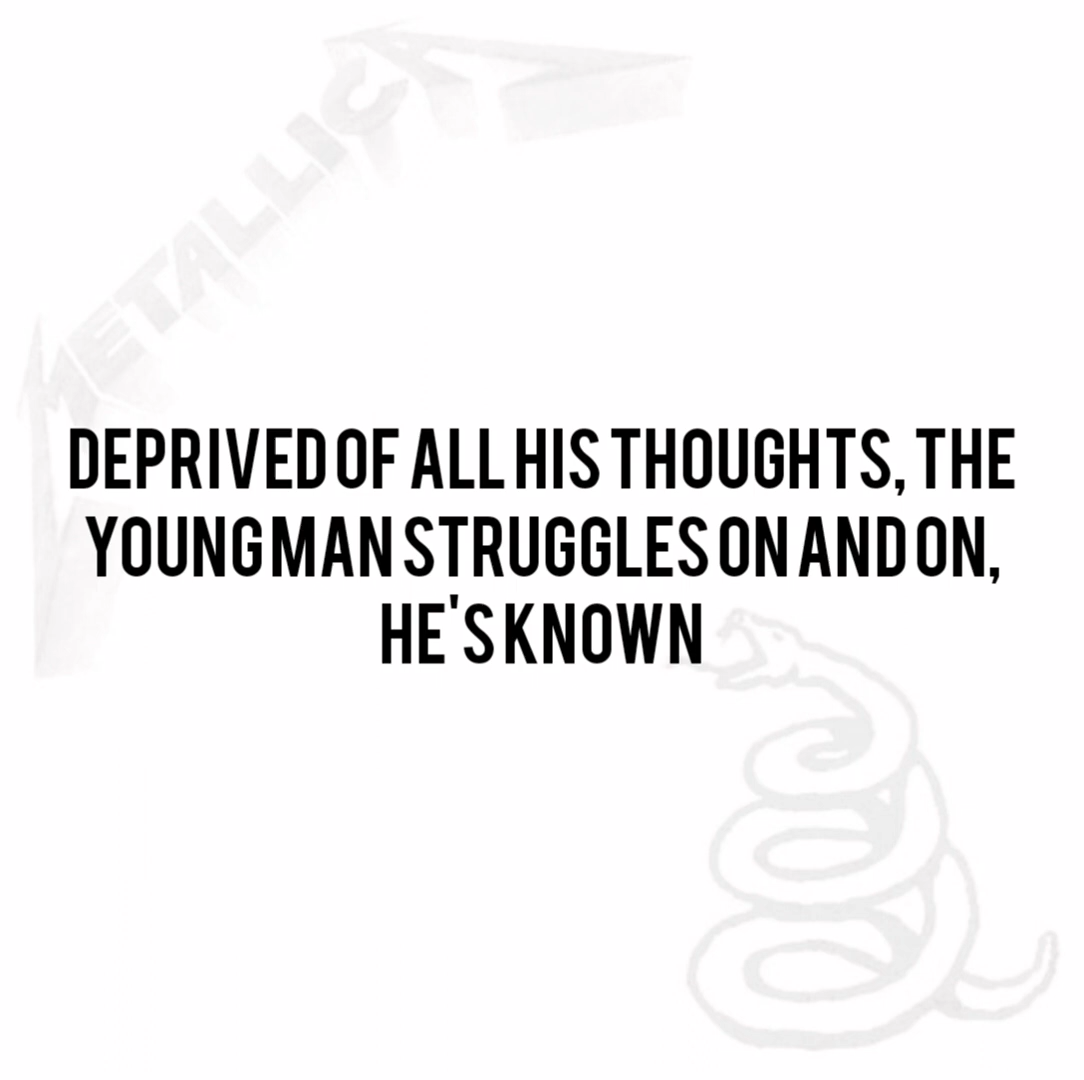 METALLICA
DEPRIVED OF ALL HIS THOUGHTS, THE
YOUNG MAN STRUGGLES ON AND ON,
HE'S KNOWN